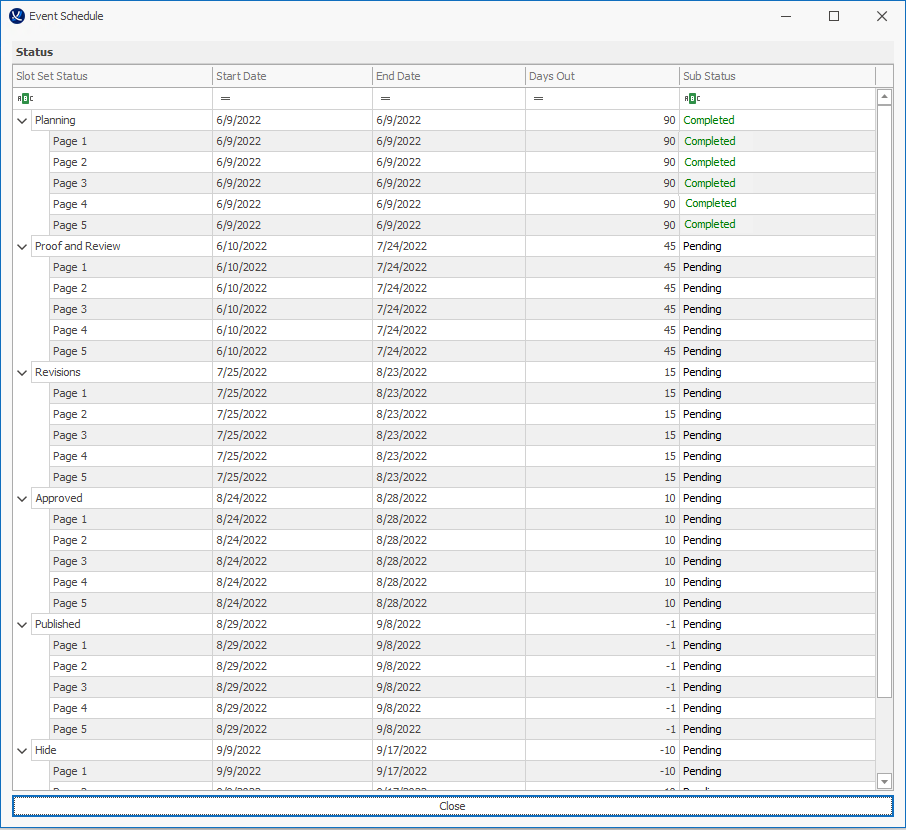 Event Schedule
Status
Slot Set Status Start Date End Date Days Out Sub Status
ABC = = = ABC
Planning 6/9/2022 6/9/2022 90 Completed
Page 1 6/9/2022 6/9/2022 90 Completed
Page 2 6/9/2022 6/9/2022 90 Completed
Page 3 6/9/2022 6/9/2022 90 Completed
Page 4 6/9/2022 6/9/2022 90 Completed
Page 5 6/9/2022 6/9/2022 90 Completed
Proof and Review 6/10/2022 7/24/2022 45 Pending
Page 1 6/10/2022 7/24/2022 45 Pending
Page 2 6/10/2022 7/24/2022 45 Pending
Page 3 6/10/2022 7/24/2022 45 Pending
Page 4 6/10/2022 7/24/2022 45 Pending
Page 5 6/10/2022 7/24/2022 45 Pending
Revisions 7/25/2022 8/23/2022 15 Pending
Page 1 7/25/2022 8/23/2022 15 Pending
Page 2 7/25/2022 8/23/2022 15 Pending
Page 3 7/25/2022 8/23/2022 15 Pending
Page 4 7/25/2022 8/23/2022 15 Pending
Page 5 7/25/2022 8/23/2022 15 Pending
Approved 8/24/2022 8/28/2022 10 Pending
Page 1 8/24/2022 8/28/2022 10 Pending
Page 2 8/24/2022 8/28/2022 10 Pending
Page 3 8/24/2022 8/28/2022 10 Pending
Page 4 8/24/2022 8/28/2022 10 Pending
Page 5 8/24/2022 8/28/2022 10 Pending
Published 8/29/2022 9/8/2022 -1 Pending
Page 1 8/29/2022 9/8/2022 -1 Pending
Page 2 8/29/2022 9/8/2022 -1 Pending
Page 3 8/29/2022 9/8/2022 -1 Pending
Page 4 8/29/2022 9/8/2022 -1 Pending
Page 5 8/29/2022 9/8/2022 -1 Pending
Hide 9/9/2022 9/17/2022 -10 Pending
Page 1 9/9/2022 9/17/2022 -10 Pending
Close